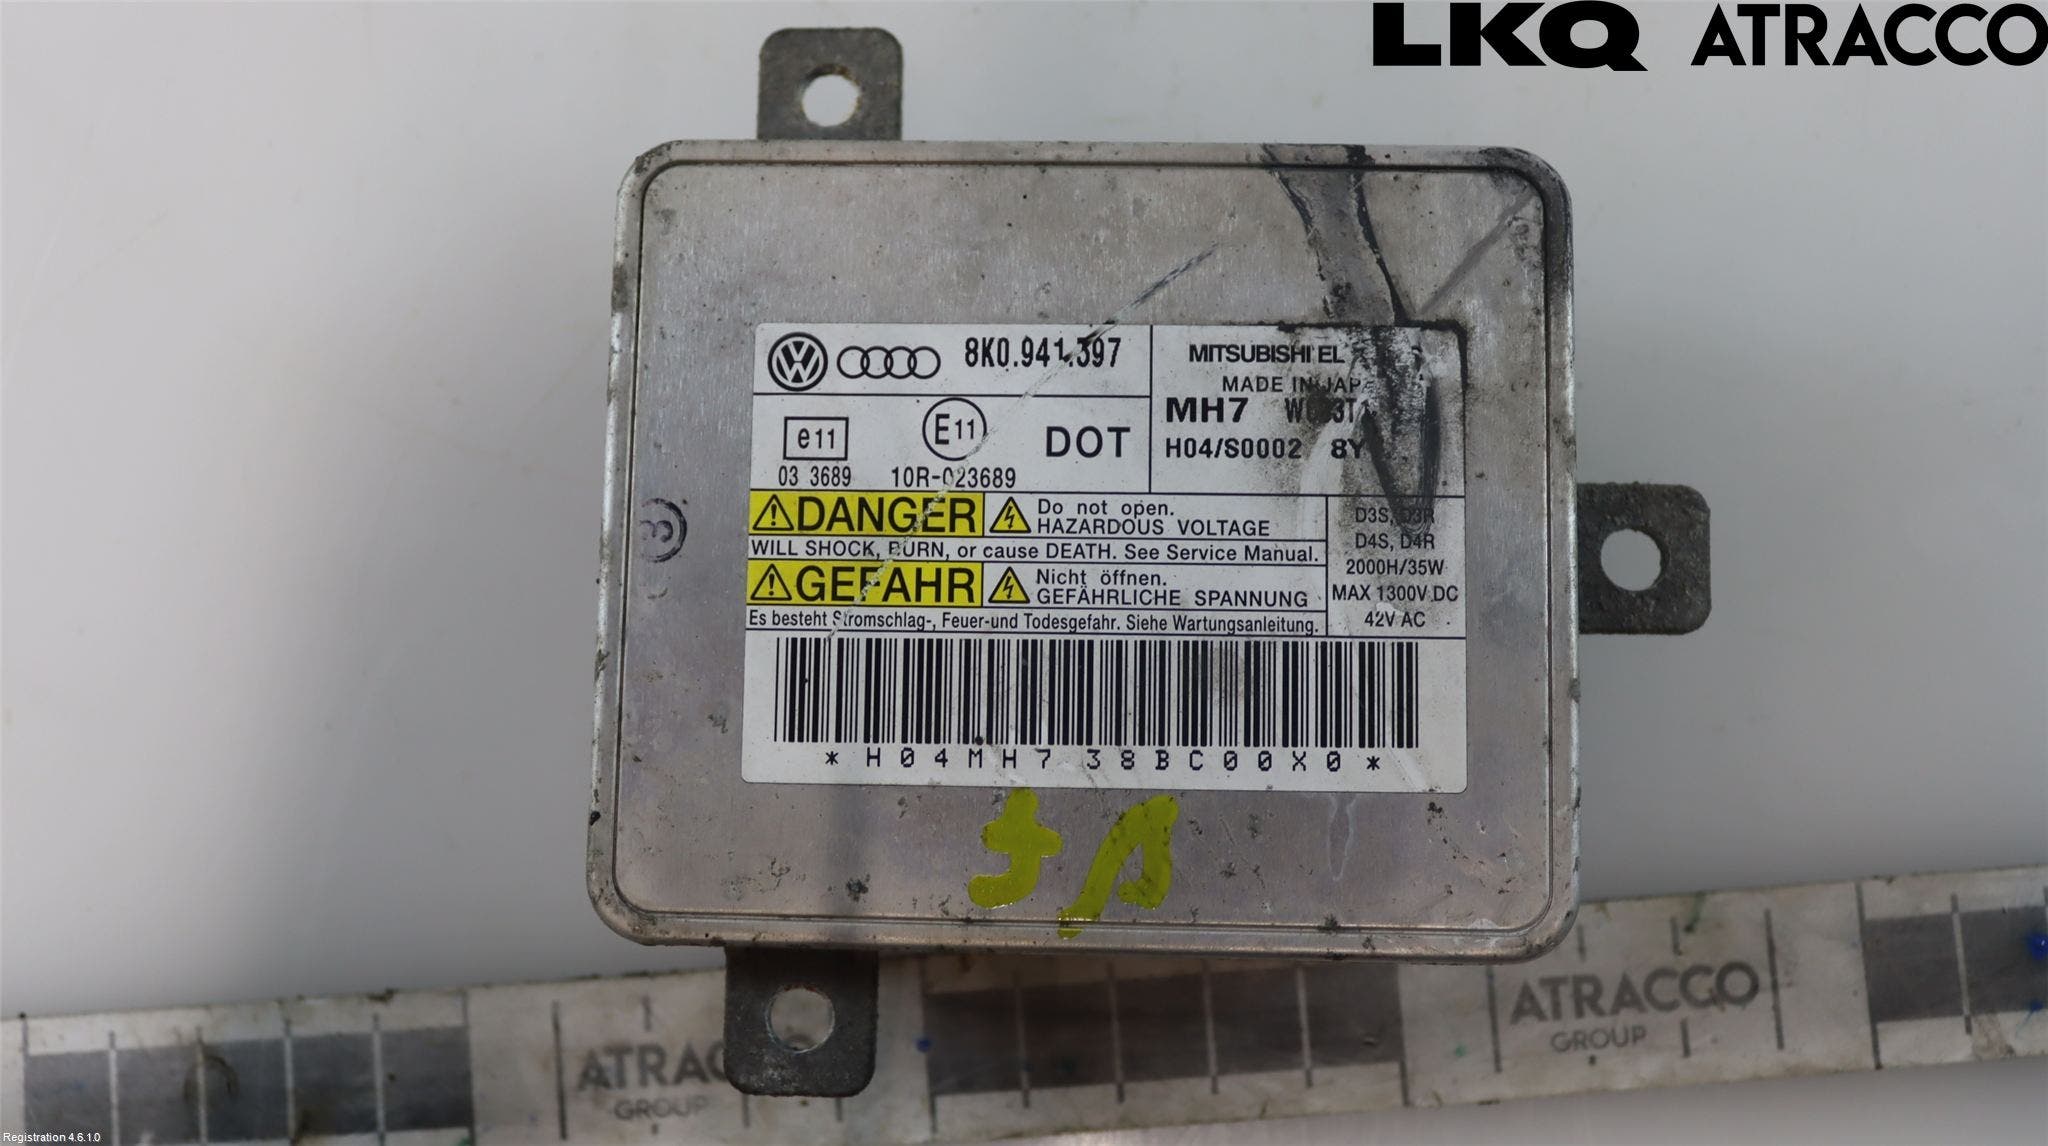 LKQ ATRACCO
8K0.941.397
MITSUBISHI
MADE IN
MH7
H04/S0002 8Y
e11
E11
DOT
03 3689 10R-023689
DANGER
Do not open.
HAZARDOUS VOLTAGE
WILL SHOCK, BURN, or cause DEATH. See Service Manual.
GEFAHR
Nicht öffnen.
GEFÄHRLICHE SPANNUNG
Es besteht Stromschlag-, Feuer-und Todesgefahr. Siehe Wartungsanleitung.
D3S, D3R
D4S, D4R
2000H/35W
MAX 1300V DC
42V AC
*H04MH738BC00X0*
ATRACCO
GROUP
GROUP
Registration 4.6.1.0